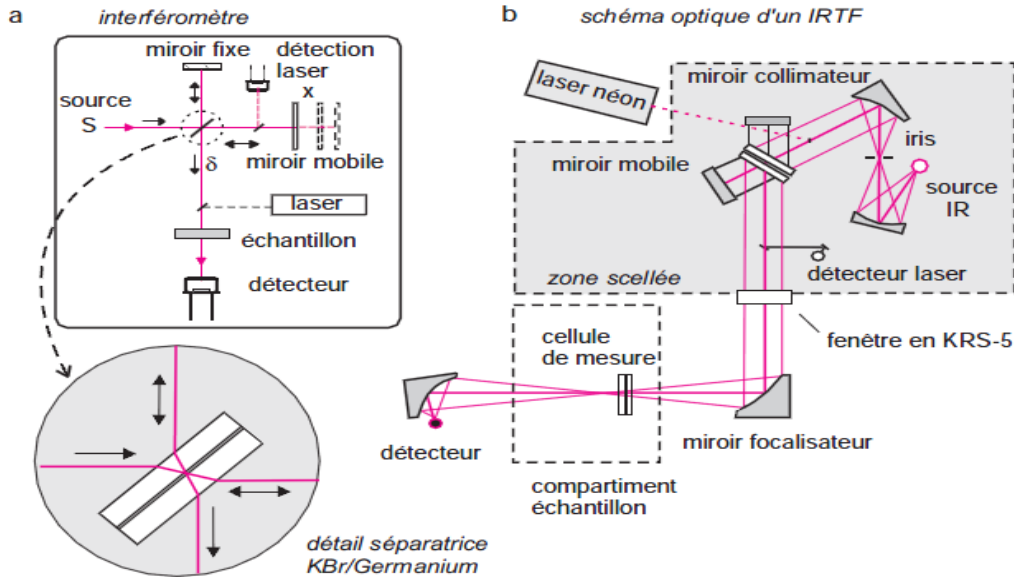 a
interféromètre
miroir fixe
détection
laser
x
source
S
miroir mobile
δ
laser
échantillon
détecteur
détail séparatrice
KBr/Germanium
b
schéma optique d'un IRTF
laser néon
miroir collimateur
iris
miroir mobile
source
IR
détecteur laser
zone scellée
fenêtre en KRS-5
cellule
de mesure
détecteur
miroir focalisateur
compartiment
échantillon